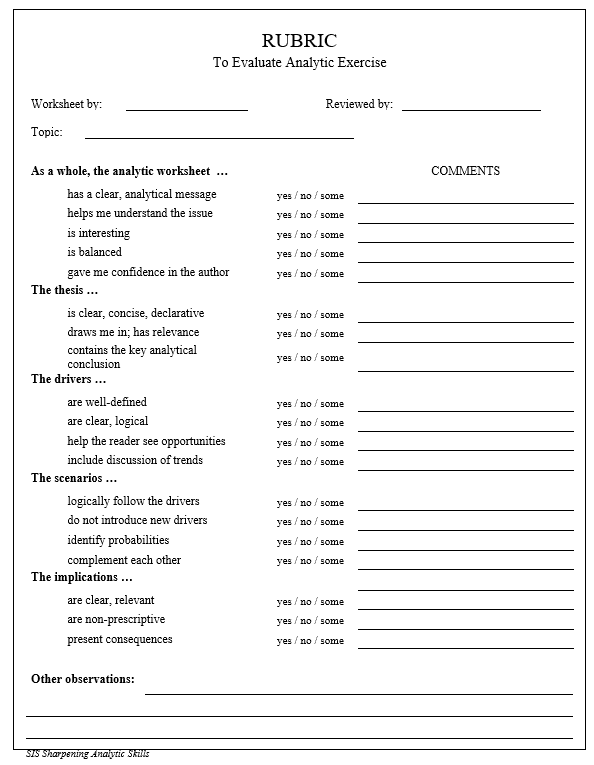 RUBRIC
To Evaluate Analytic Exercise
Worksheet by: Reviewed by:
Topic:
As a whole, the analytic worksheet … COMMENTS
has a clear, analytical message yes / no / some
helps me understand the issue yes / no / some
is interesting yes / no / some
is balanced yes / no / some
gave me confidence in the author yes / no / some
The thesis …
is clear, concise, declarative yes / no / some
draws me in; has relevance yes / no / some
contains the key analytical
conclusion yes / no / some
The drivers …
are well-defined yes / no / some
are clear, logical yes / no / some
help the reader see opportunities yes / no / some
include discussion of trends yes / no / some
The scenarios …
logically follow the drivers yes / no / some
do not introduce new drivers yes / no / some
identify probabilities yes / no / some
complement each other yes / no / some
The implications …
are clear, relevant yes / no / some
are non-prescriptive yes / no / some
present consequences yes / no / some
Other observations:
SIS Sharpening Analytic Skills